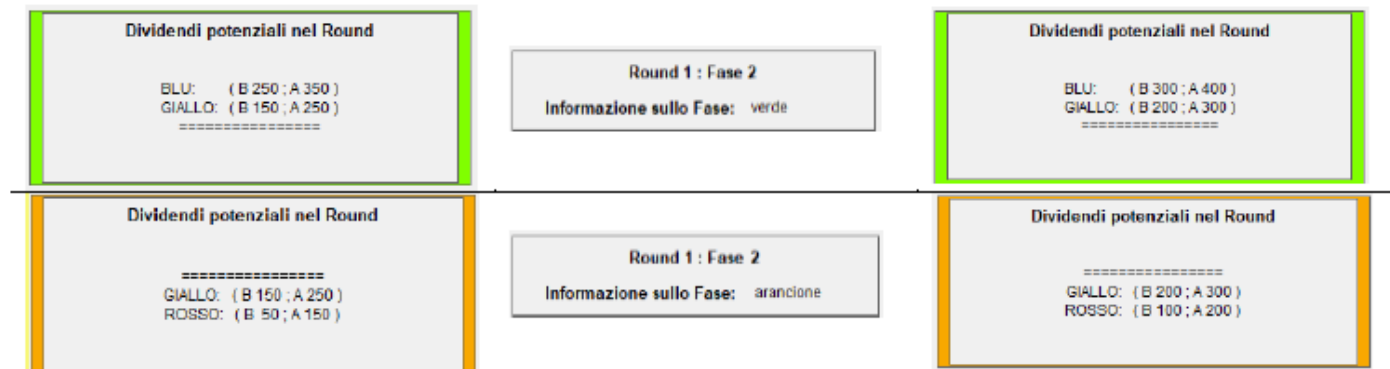 Dividendi potenziali nel Round
BLU: ( B 250 ; A 350 )
GIALLO: ( B 150 ; A 250 )
================
Round 1 : Fase 2
Informazione sullo Fase: verde
Dividendi potenziali nel Round
BLU: ( B 300 ; A 400 )
GIALLO: ( B 200 ; A 300 )
================
Dividendi potenziali nel Round
================
GIALLO: ( B 150 ; A 250 )
ROSSO: ( B 50 ; A 150 )
Round 1 : Fase 2
Informazione sullo Fase: arancione
Dividendi potenziali nel Round
================
GIALLO: ( B 200 ; A 300 )
ROSSO: ( B 100 ; A 200 )